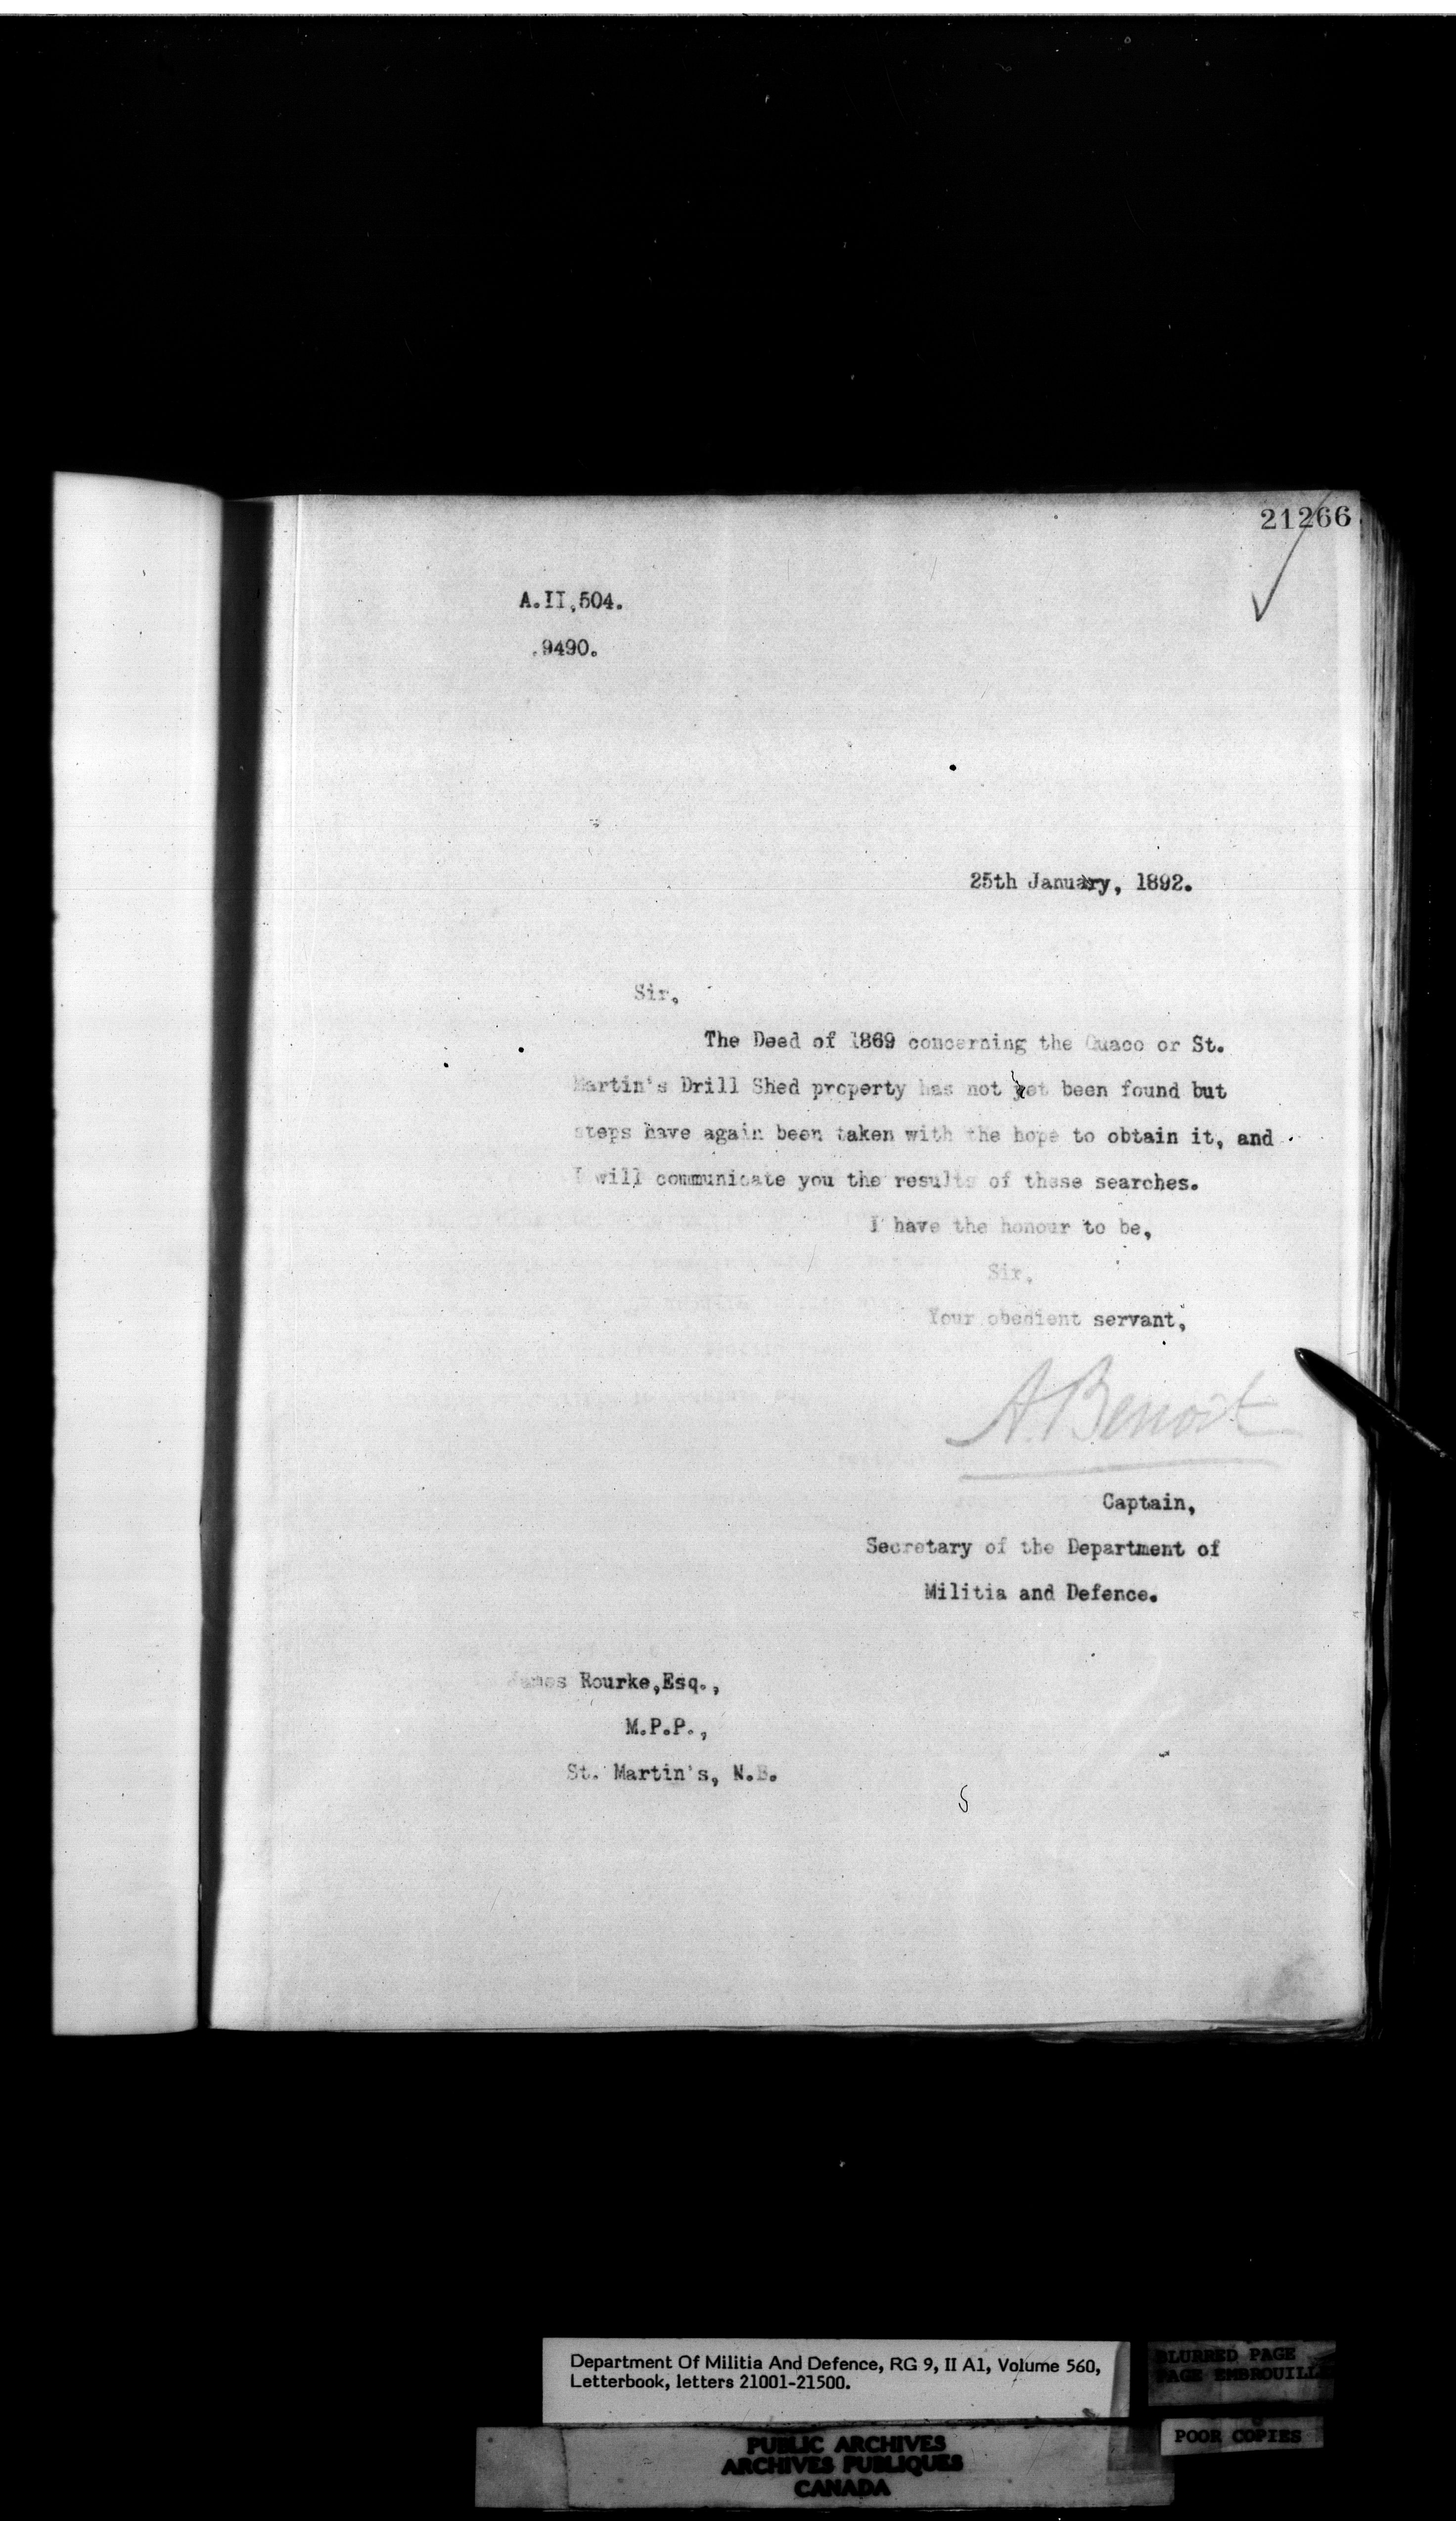 21266
A.II,504.
.9490.
25th January, 1892.
Sir,
The Deed of 1869 concerning the Quaco or St.
Martin's Drill Shed property has not yet been found but
steps have again been taken with the hope to obtain it, and
I will communicate you the results of these searches.
I have the honour to be,
Sir,
Your obedient servant,
A. Benoit
Captain,
Secretary of the Department of
Militia and Defence.
James Rourke,Esq.,
M.P.P.,
St. Martin's, N.B.
Department Of Militia And Defence, RG 9, II A1, Volume 560,
Letterbook, letters 21001-21500.
BLURRED PAGE
PAGE EMBROUILL
POOR COPIES
PUBLIC ARCHIVES
ARCHIVES PUBLIQUES
CANADA